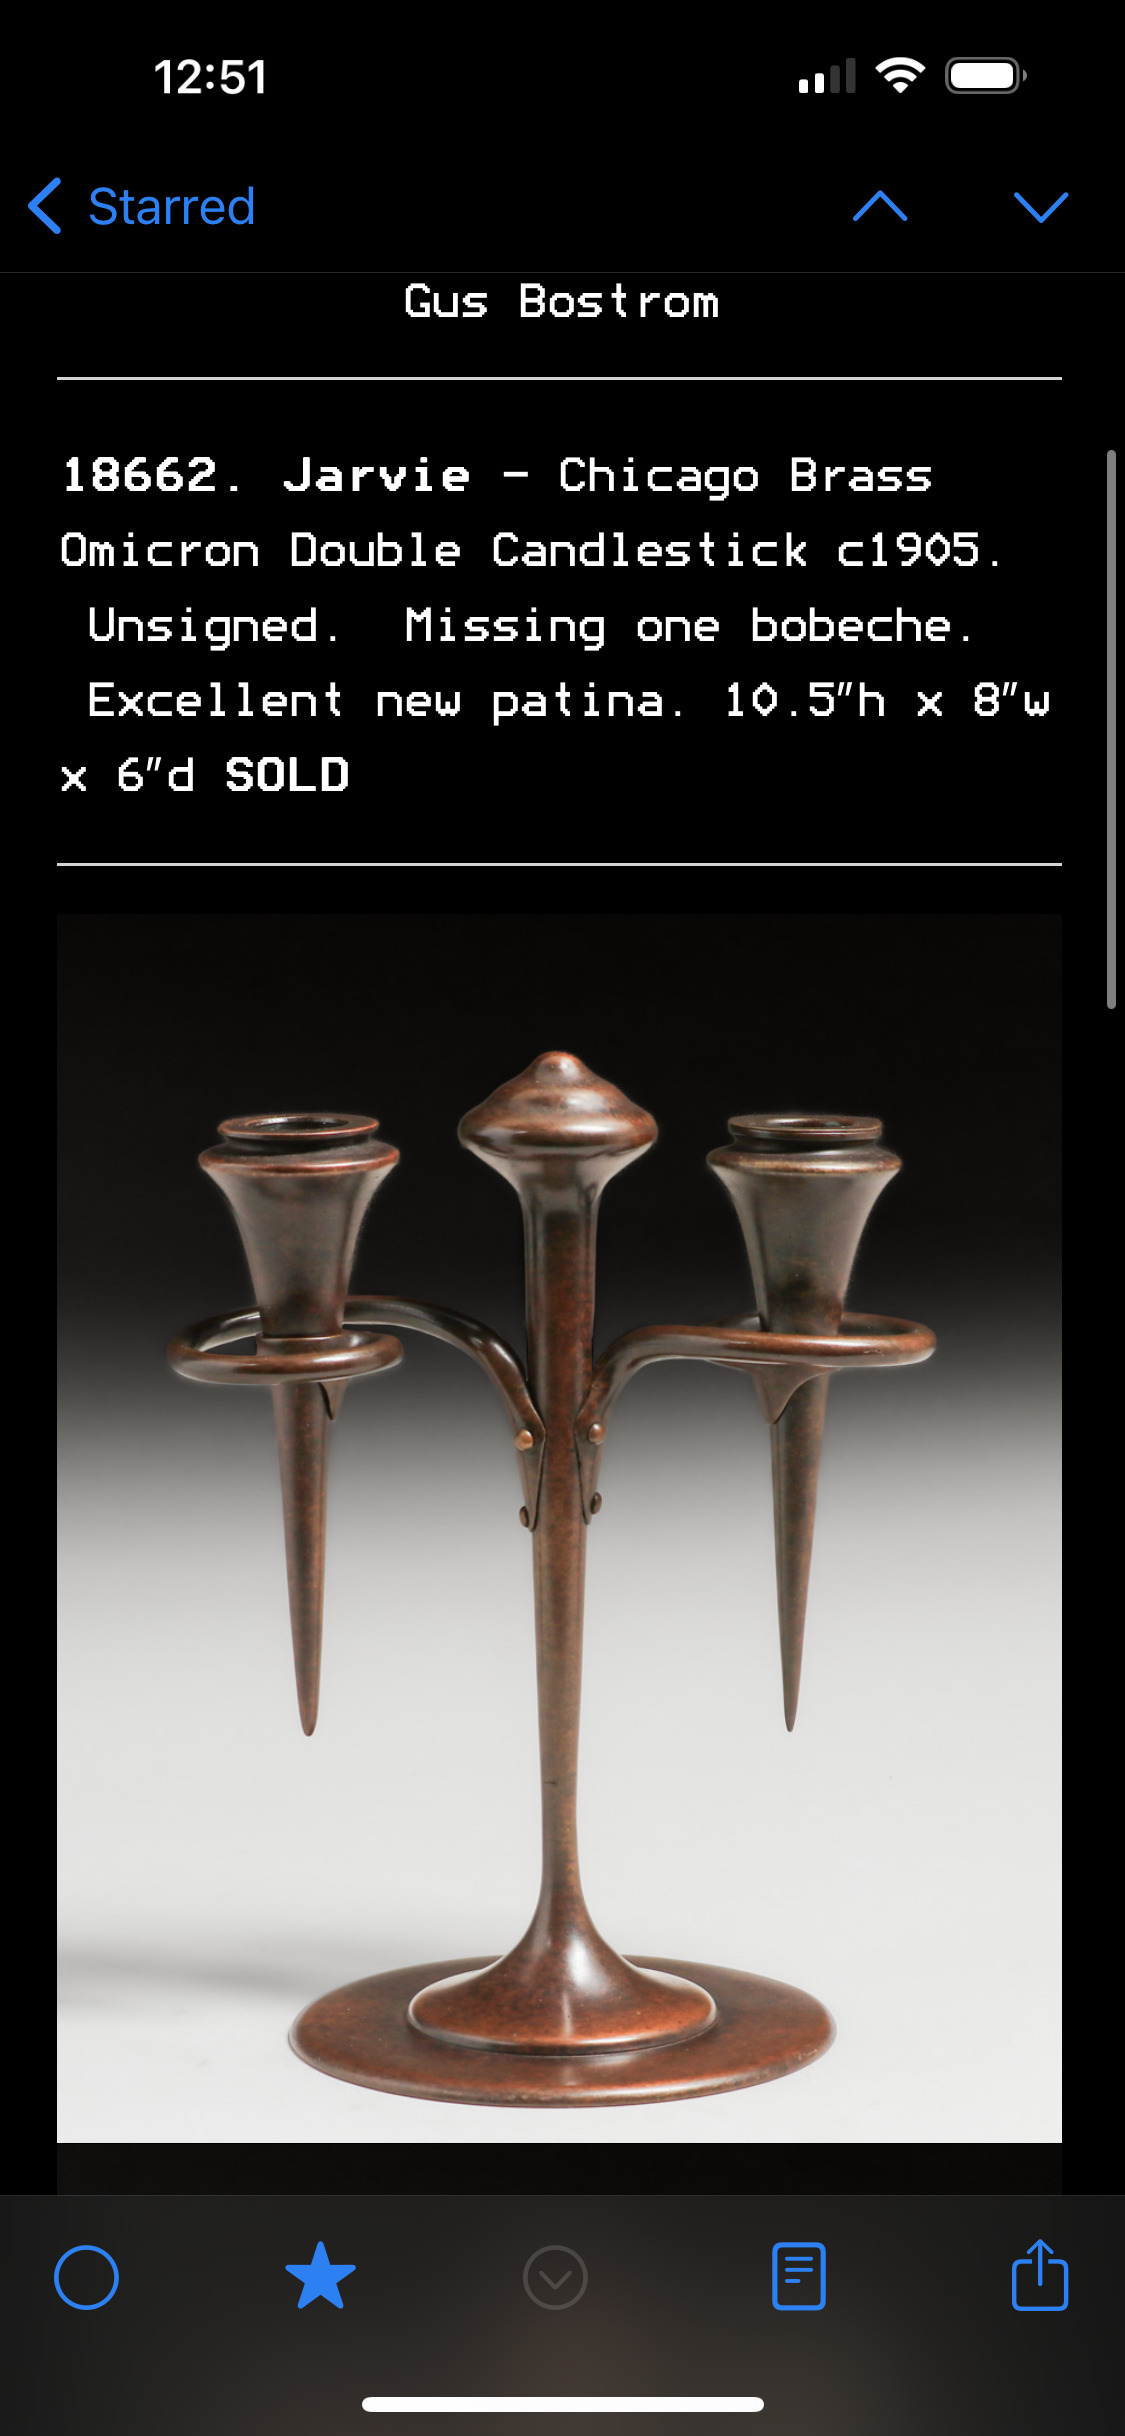 12:51
Starred
Gus Bostrom
18662. Jarvie - Chicago Brass
Omicron Double Candlestick c1905.
Unsigned. Missing one bobeche.
Excellent new patina. 10.5"h x 8"w
x 6"d SOLD